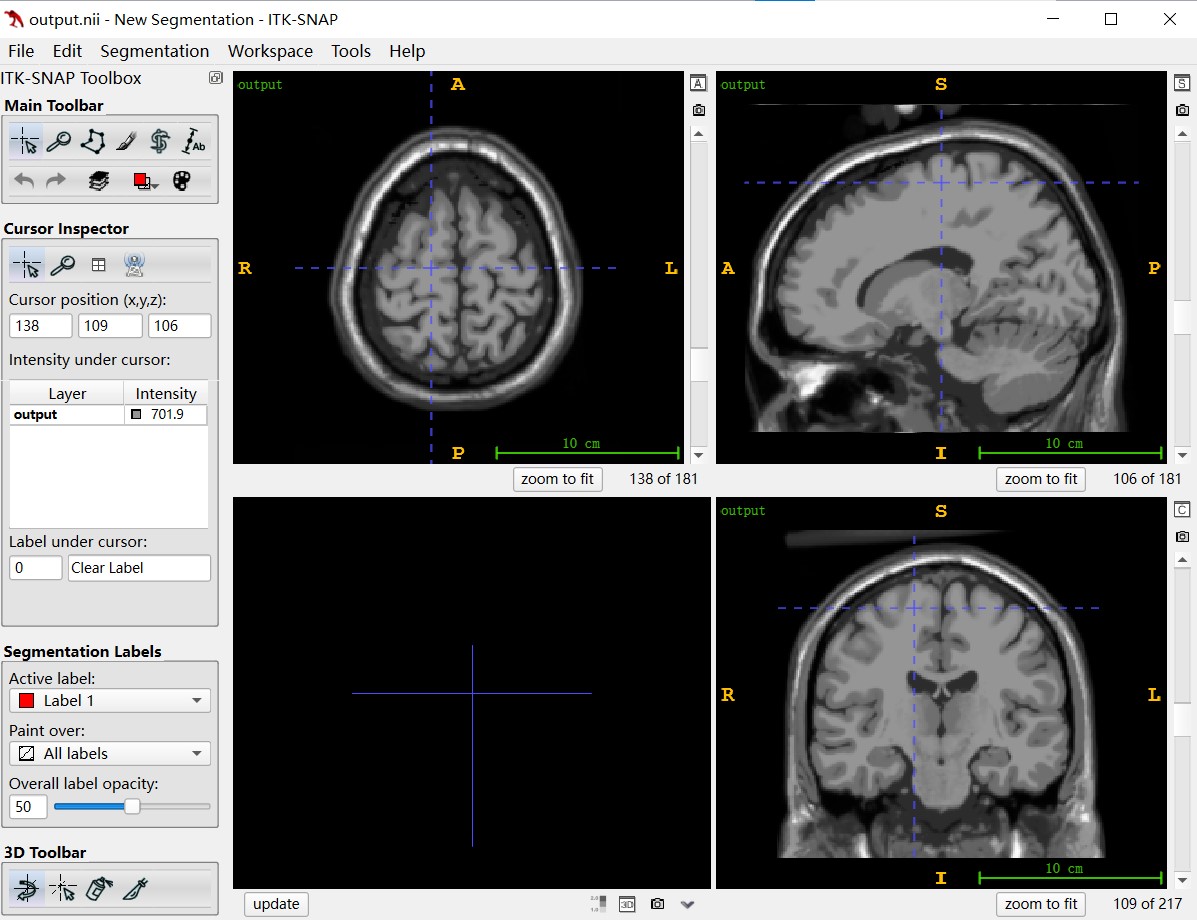 output.nii - New Segmentation - ITK-SNAP
File Edit Segmentation Workspace Tools Help
ITK-SNAP Toolbox
Main Toolbar
Ab
Cursor Inspector
Cursor position (x,y,z):
138 109 106
Intensity under cursor:
Layer Intensity
output 701.9
Label under cursor:
0 Clear Label
Segmentation Labels
Active label:
Label 1
Paint over:
All labels
Overall label opacity:
50
3D Toolbar
output
A
R
L
P
10 cm
A
zoom to fit 138 of 181
output
S
A
P
I
10 cm
S
zoom to fit 106 of 181
update
3D
output
S
R
L
I
10 cm
C
zoom to fit 109 of 217